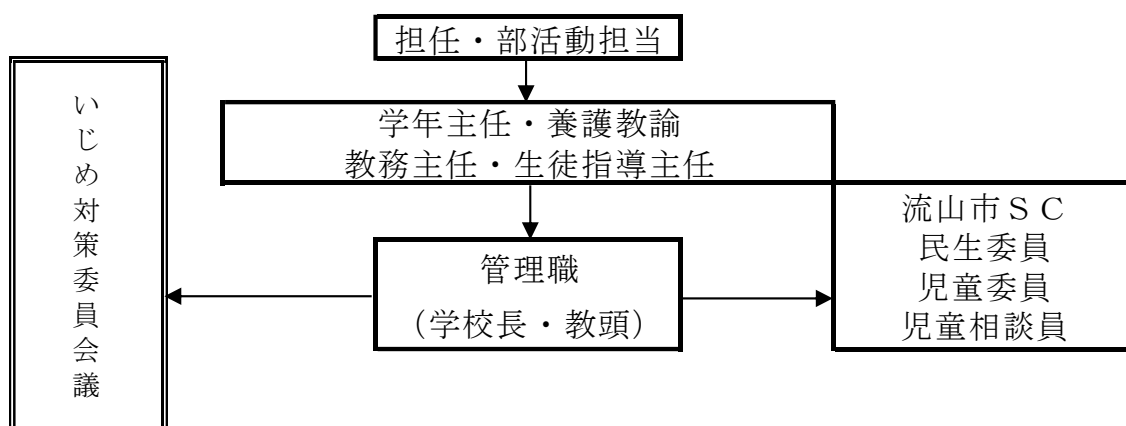 担任・部活動担当
いじめ対策委員会議
学年主任・養護教諭
教務主任・生徒指導主任
管理職
（学校長・教頭）
流山市ＳＣ
民生委員
児童委員
児童相談員